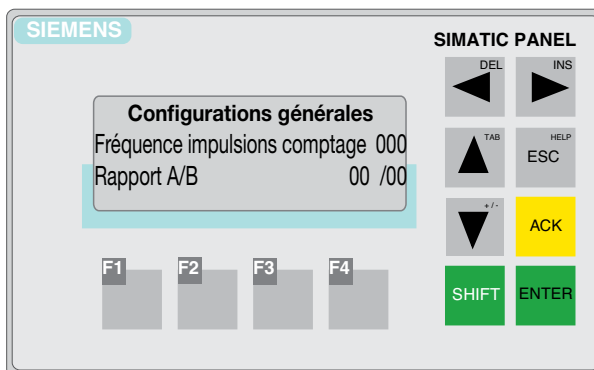 SIEMENS
SIMATIC PANEL
DEL
INS
Configurations générales
Fréquence impulsions comptage 000
Rapport A/B 00 /00
TAB
HELP
ESC
+ / -
ACK
F1 F2 F3 F4
SHIFT
ENTER